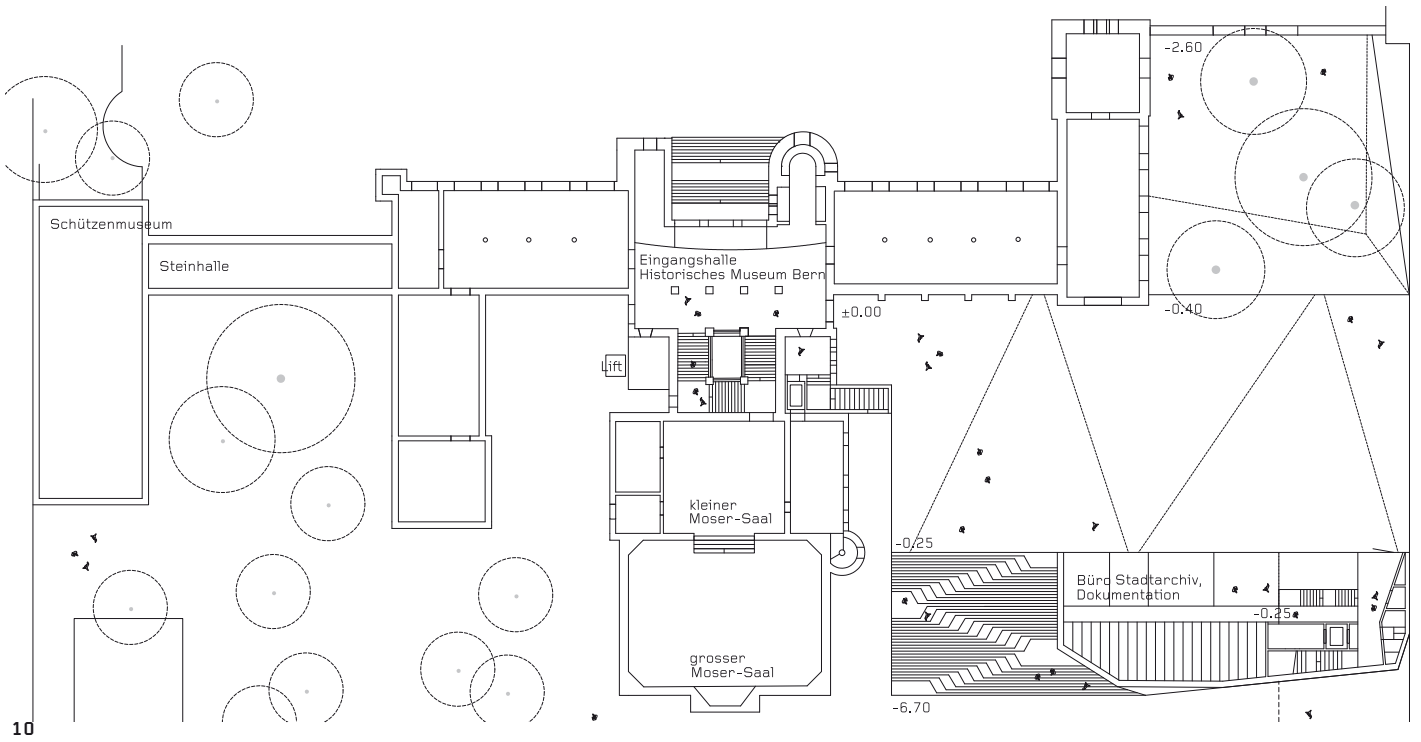 -2.60
Schützenmuseum
Steinhalle
Eingangshalle
Historisches Museum Bern
±0.00
-0.40
Lift
kleiner
Moser-Saal
-0.25
Büro Stadtarchiv,
Dokumentation
-0.25
grosser
Moser-Saal
-6.70
10